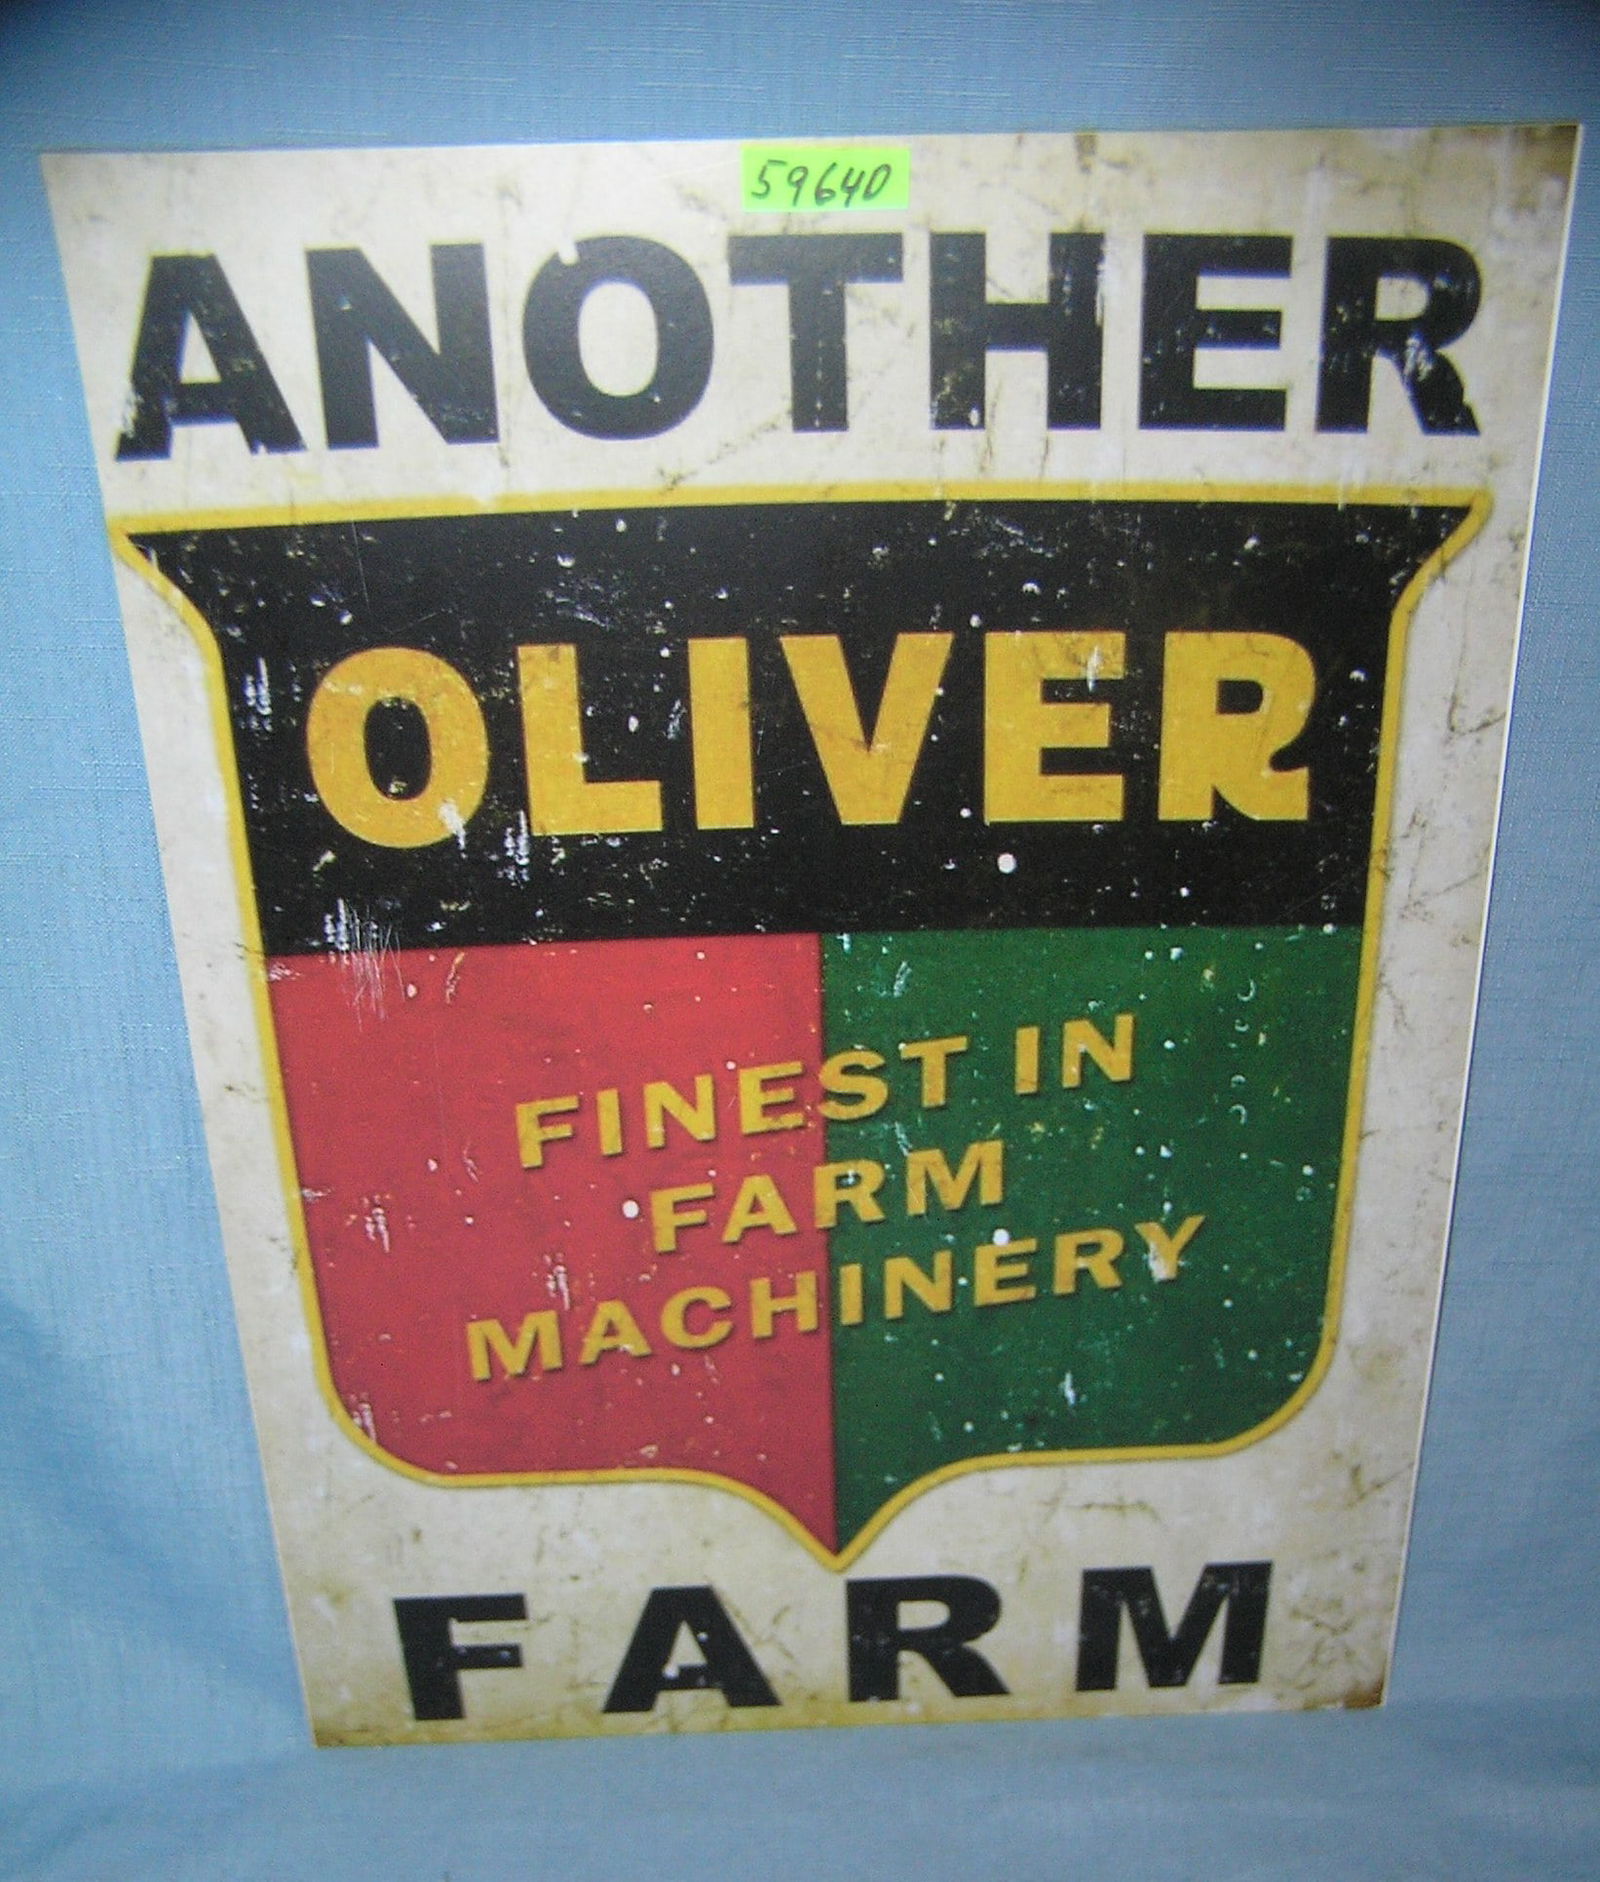 59640
ANOTHER
OLIVER
FINEST IN
FARM
MACHINERY
FARM